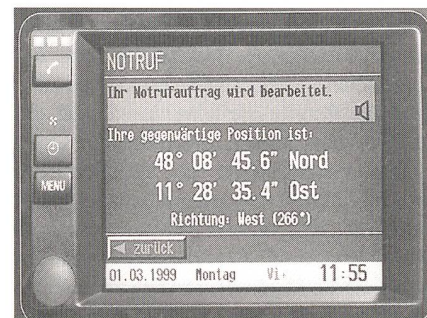 NOTRUF
Ihr Notrufauftrag wird bearbeitet.
Ihre gegenwärtige Position ist:
48° 08' 45.6" Nord
11° 28' 35.4" Ost
Richtung: West (266°)
MENU
zurück
01.03.1999 Montag Vi+ 11:55